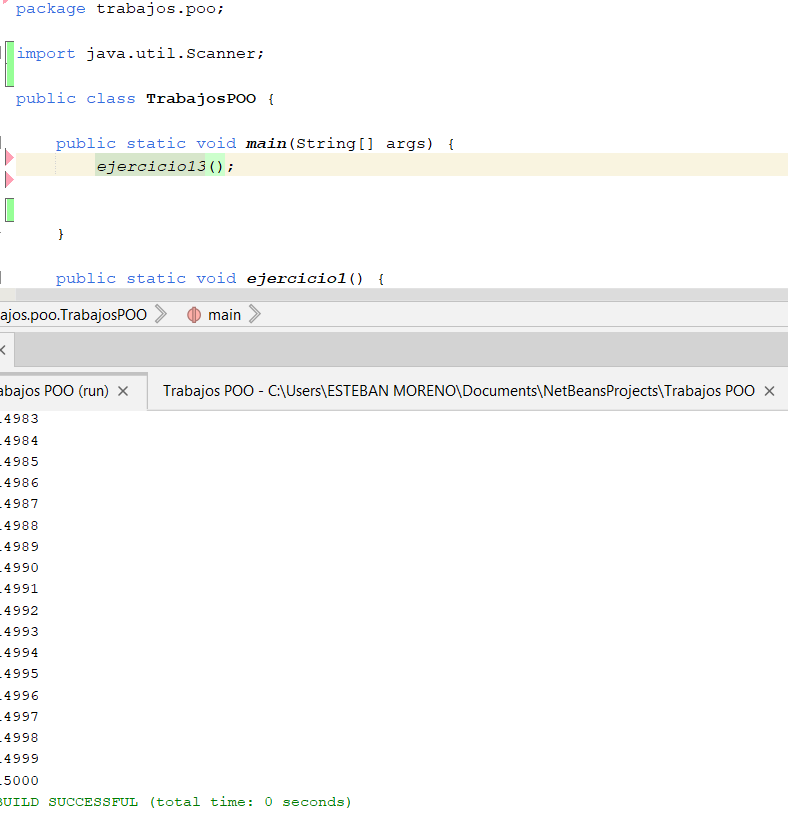 package trabajos.poo;
import java.util.Scanner;
public class TrabajosPOO {
public static void main(String[] args) {
ejercicio13();
}
public static void ejercicio1() {
ajos.poo.TrabajosPOO
main
abajos POO (run) × Trabajos POO - C:\Users\ESTEBAN MORENO\Documents\NetBeansProjects\Trabajos POO ×
4983
4984
4985
4986
4987
4988
4989
4990
4991
4992
4993
4994
4995
4996
4997
4998
4999
5000
BUILD SUCCESSFUL (total time: 0 seconds)